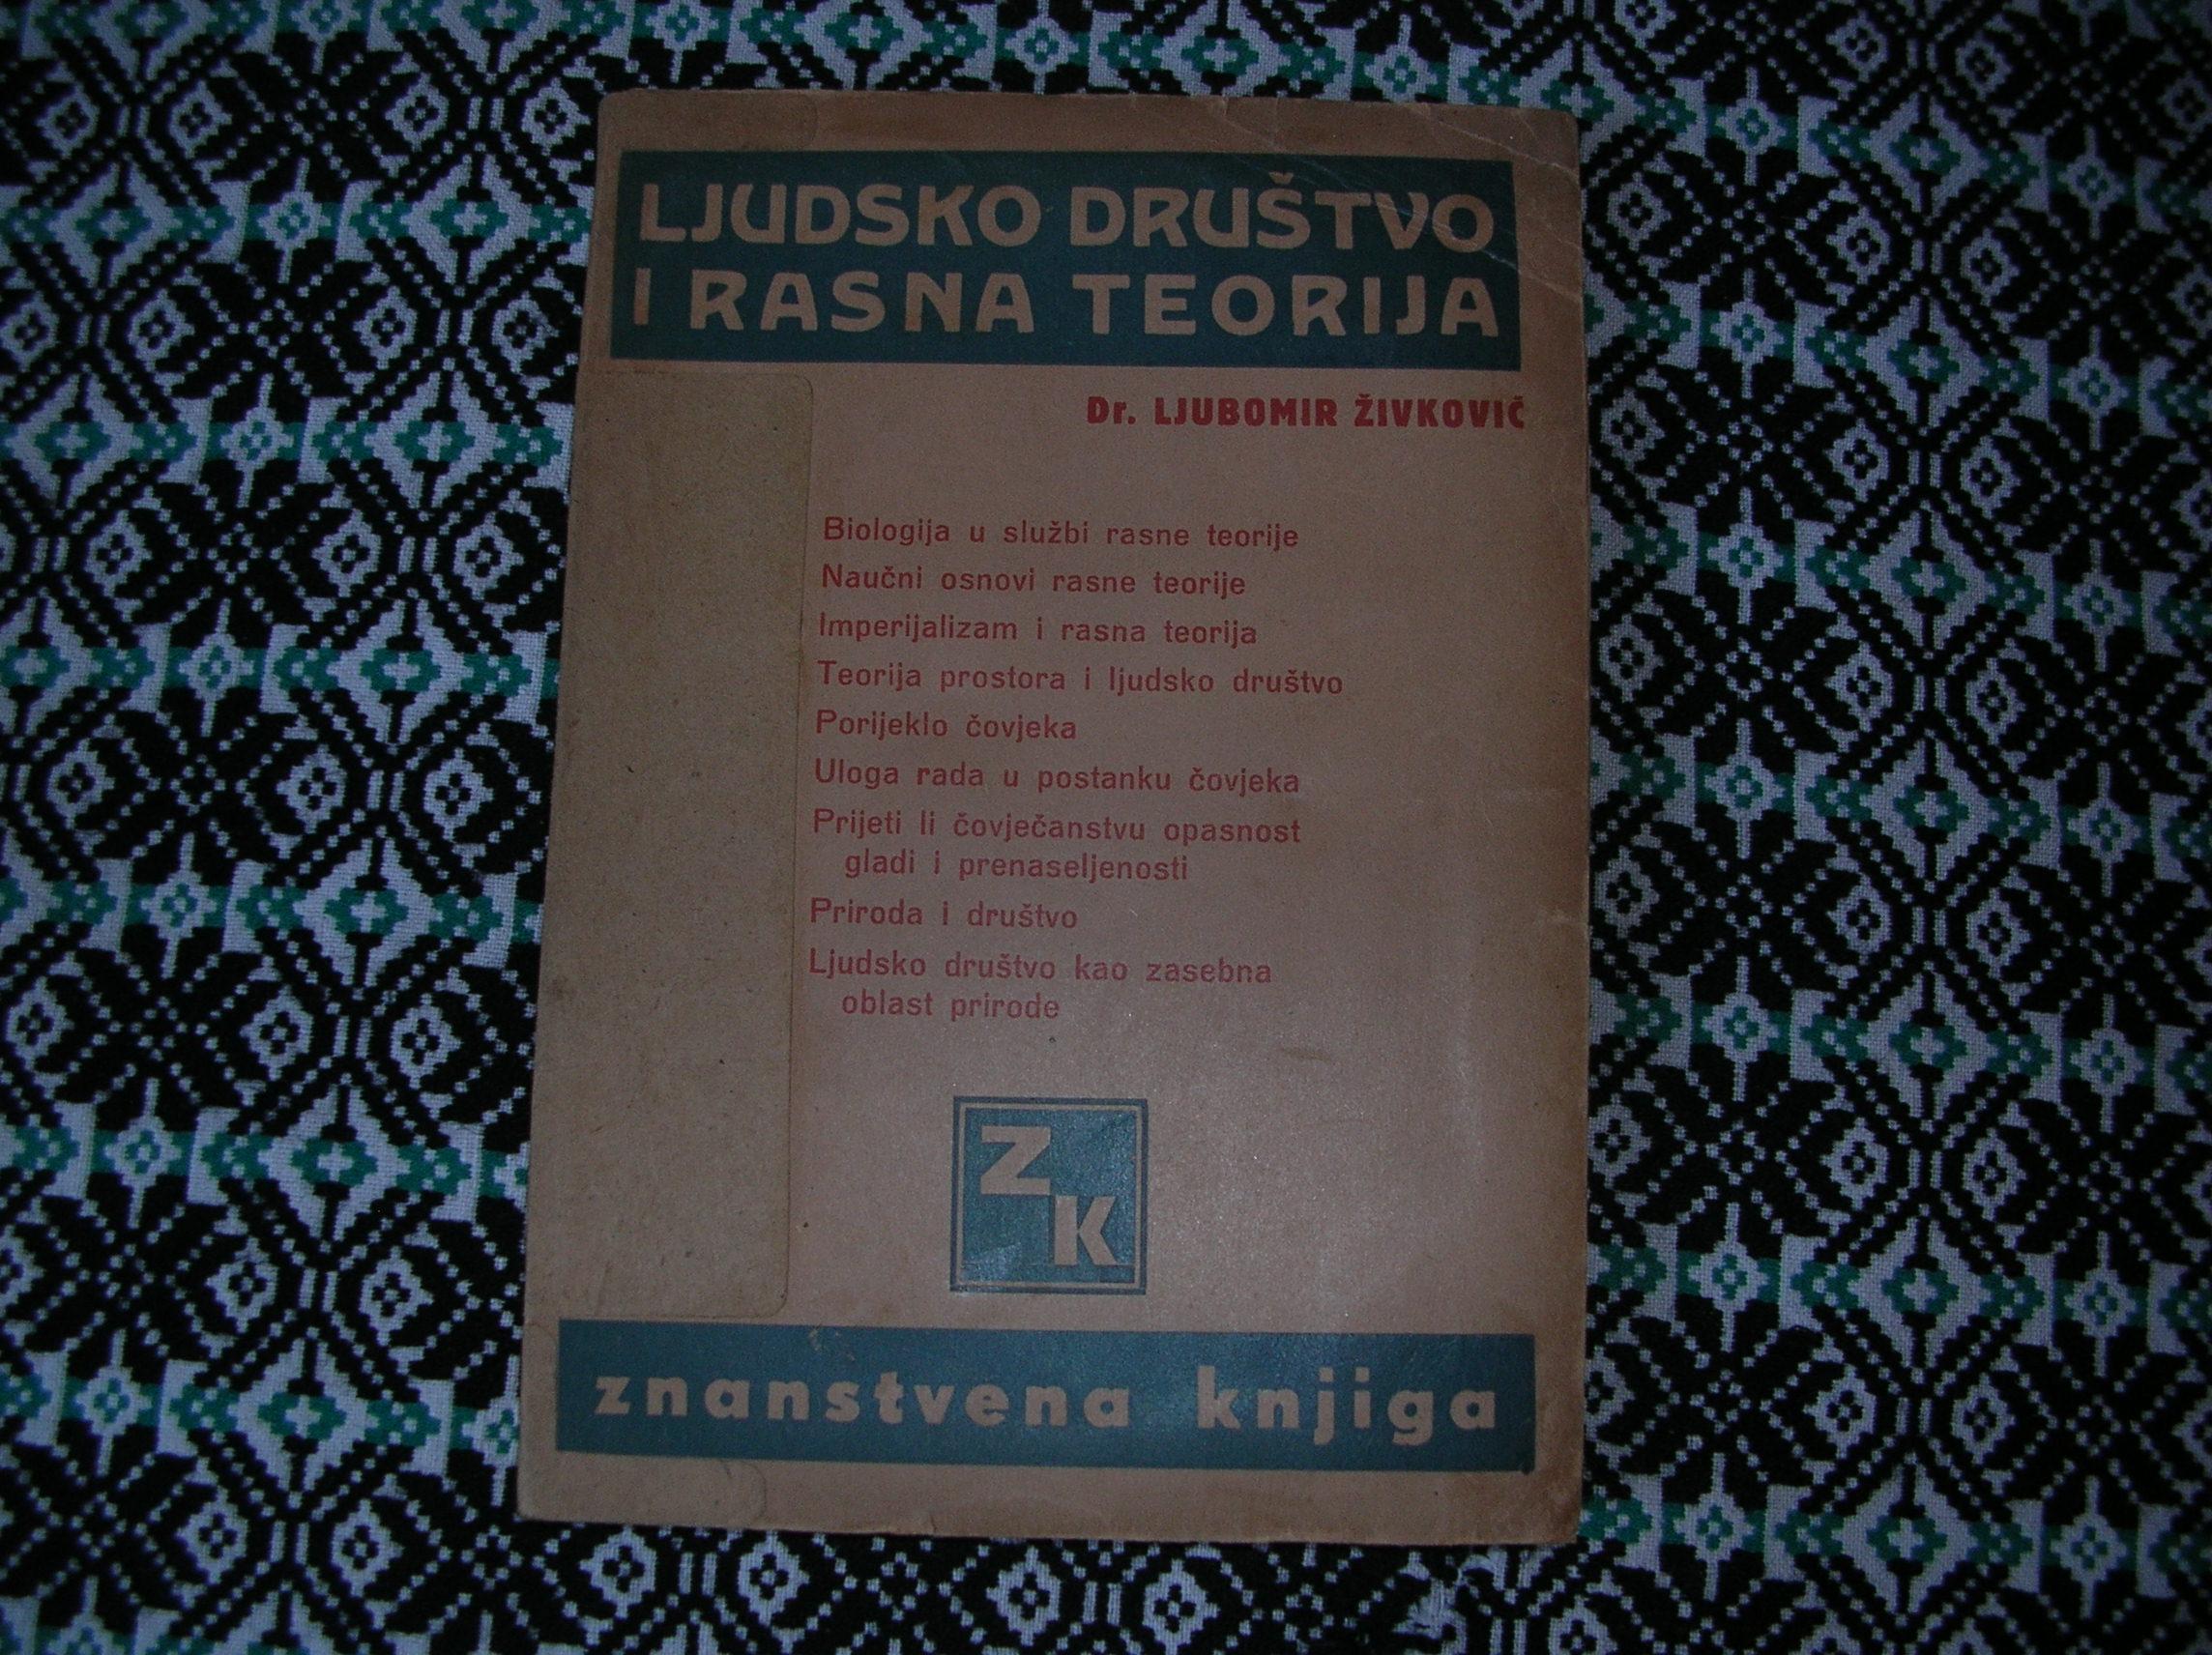 LJUDSKO DRUŠTVO
I RASNA TEORIJA
Dr. LJUBOMIR ŽIVKOVIĆ
Biologija u službi rasne teorije
Naučni osnovi rasne teorije
Imperijalizam i rasna teorija
Teorija prostora i ljudsko društvo
Porijeklo čovjeka
Uloga rada u postanku čovjeka
Prijeti li čovječanstvu opasnost
gladi i prenaseljenosti
Priroda i društvo
Ljudsko društvo kao zasebna
oblast prirode
Z
K
znanstvena knjiga